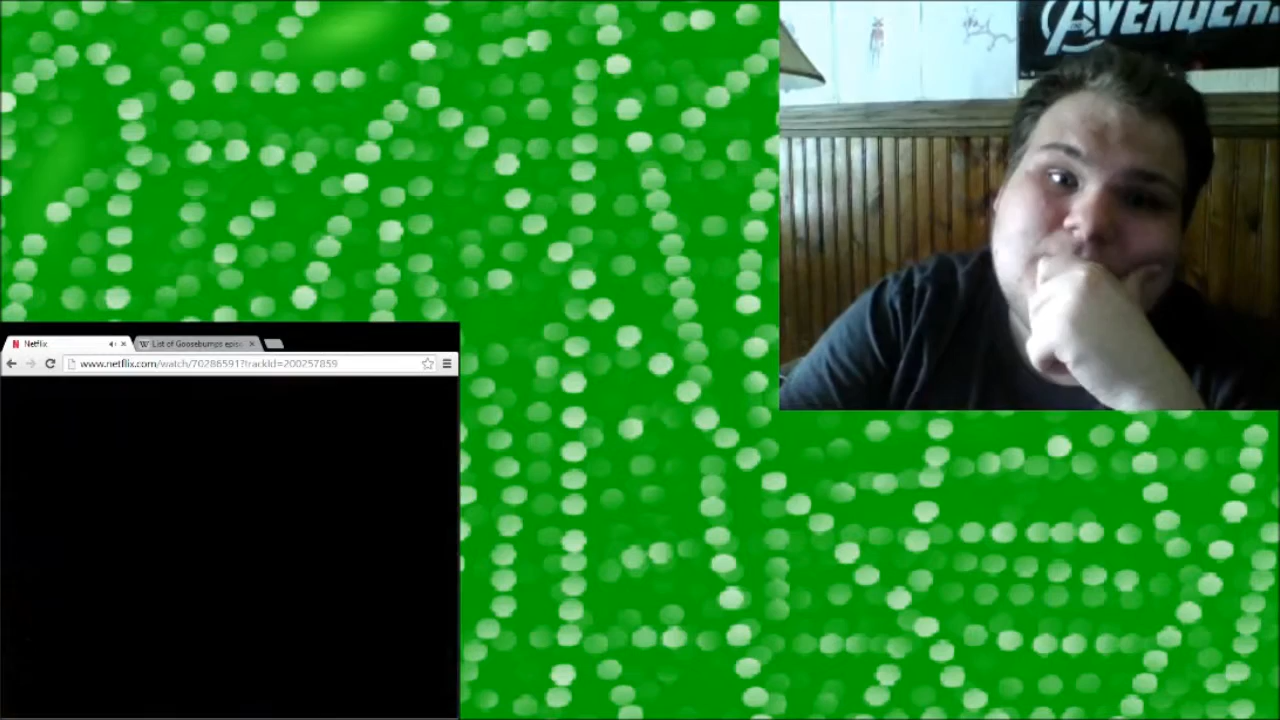 AVENGER
Netflix
List of Goosebumps episo
www.netflix.com/watch/70286591?trackId=200257859